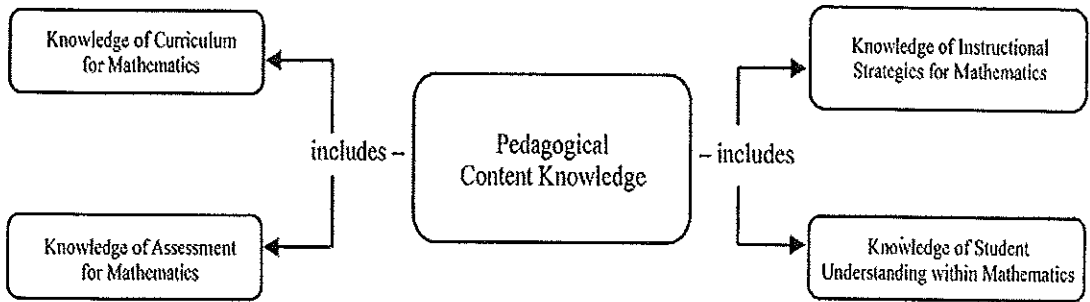 Knowledge of Curriculum
for Mathematics
Knowledge of Instructional
Strategies for Mathematics
includes –
Pedagogical
Content Knowledge
– includes
Knowledge of Assessment
for Mathematics
Knowledge of Student
Understanding within Mathematics